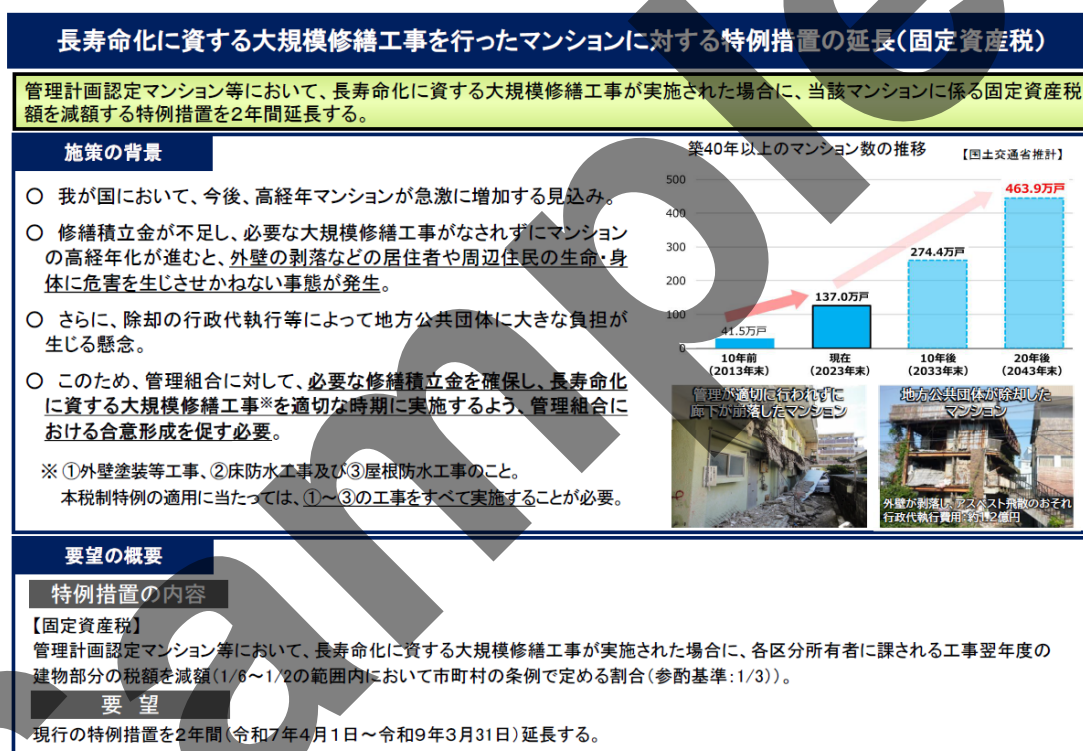 長寿命化に資する大規模修繕工事を行ったマンションに対する特例措置の延長(固定資産税)
管理計画認定マンション等において、長寿命化に資する大規模修繕工事が実施された場合に、当該マンションに係る固定資産税
額を減額する特例措置を2年間延長する。
施策の背景
○ 我が国において、今後、高経年マンションが急激に増加する見込み。
○ 修繕積立金が不足し、必要な大規模修繕工事がなされずにマンション
の高経年化が進むと、外壁の剥落などの居住者や周辺住民の生命・身
体に危害を生じさせかねない事態が発生。
○ さらに、除却の行政代執行等によって地方公共団体に大きな負担が
生じる懸念。
○ このため、管理組合に対して、必要な修繕積立金を確保し、長寿命化
に資する大規模修繕工事※を適切な時期に実施するよう、管理組合に
おける合意形成を促す必要。
※ ①外壁塗装等工事、②床防水工事及び③屋根防水工事のこと。
本税制特例の適用に当たっては、①~③の工事をすべて実施することが必要。
築40年以上のマンション数の推移 【国土交通省推計】
500
400
300
200
100
0
41.5万戸
137.0万戸
274.4万戸
463.9万戸
10年前
(2013年末)
現在
(2023年末)
10年後
(2033年末)
20年後
(2043年末)
管理が適切に行われずに
廊下が崩落したマンション
地方公共団体が除却した
マンション
外壁が剥落し、アスベスト飛散のおそれ
行政代執行費用:約1.2億円
要望の概要
特例措置の内容
【固定資産税】
管理計画認定マンション等において、長寿命化に資する大規模修繕工事が実施された場合に、各区分所有者に課される工事翌年度の
建物部分の税額を減額(1/6~1/2の範囲内において市町村の条例で定める割合(参酌基準:1/3))。
要 望
現行の特例措置を2年間(令和7年4月1日~令和9年3月31日)延長する。
sample